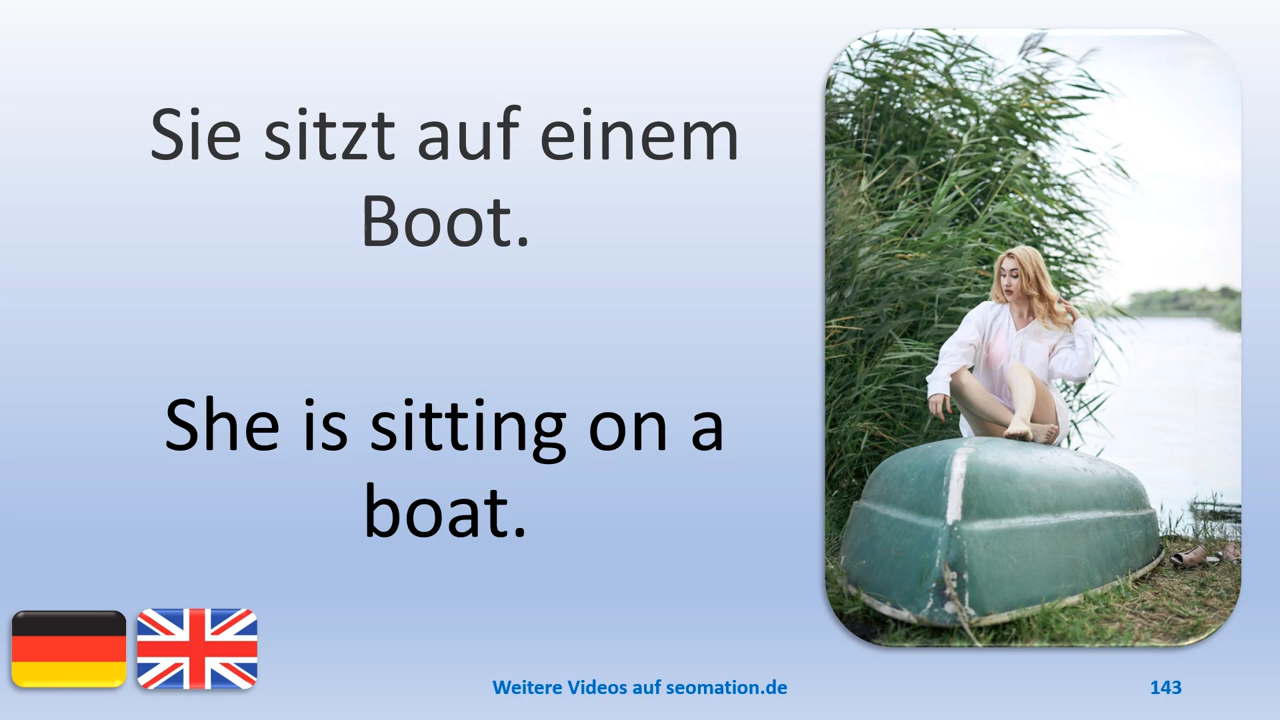 Sie sitzt auf einem
Boot.
She is sitting on a
boat.
Weitere Videos auf seomation.de
143